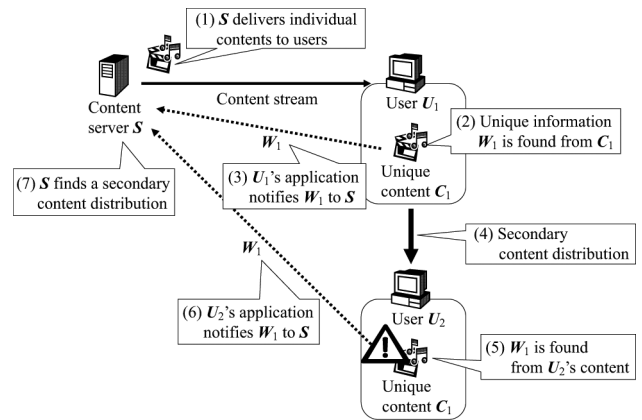 (1) S delivers individual
contents to users
Content
server S
Content stream
User U1
W1
(2) Unique information
W1 is found from C1
Unique
content C1
(3) U1's application
notifies W1 to S
(7) S finds a secondary
content distribution
(4) Secondary
content distribution
W1
User U2
(6) U2's application
notifies W1 to S
(5) W1 is found
from U2's content
Unique
content C1